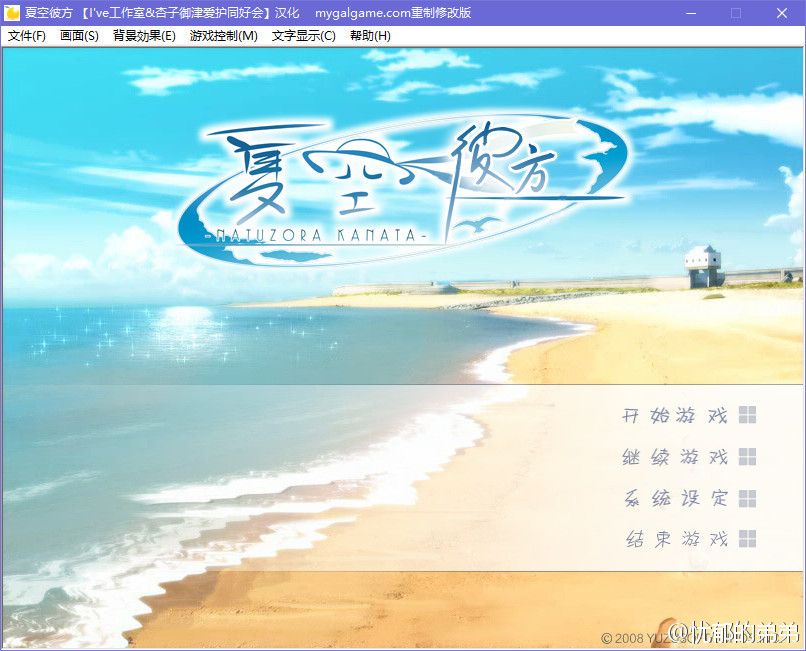 夏空彼方 【I've工作室&杏子御津爱护同好会】汉化 mygalgame.com重制修改版
文件(F) 画面(S) 背景效果(E) 游戏控制(M) 文字显示(C) 帮助(H)
夏空彼方
-NATUZORA KANATA-
开始游戏
继续游戏
系统设定
结束游戏
© 2008 YUZUSOFT
@忧郁的弟弟